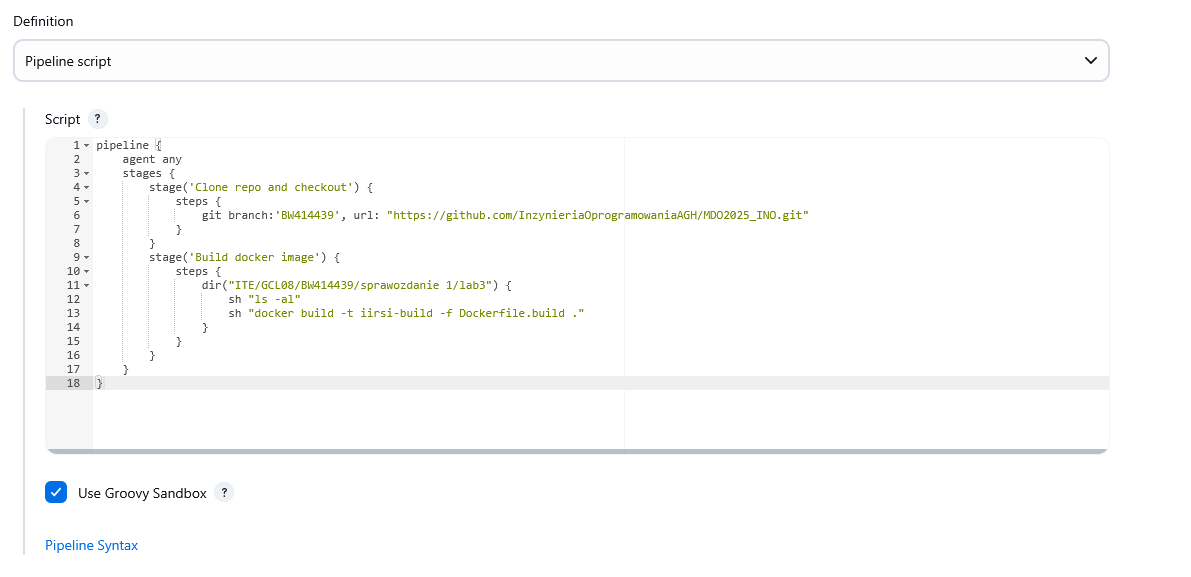 Definition
Pipeline script
Script ?
1 pipeline {
2     agent any
3     stages {
4         stage('Clone repo and checkout') {
5             steps {
6                 git branch:'BW414439', url: "https://github.com/InzynieriaOprogramowaniaAGH/MDO2025_INO.git"
7             }
8         }
9         stage('Build docker image') {
10             steps {
11                 dir("ITE/GCL08/BW414439/sprawozdanie 1/lab3") {
12                     sh "ls -al"
13                     sh "docker build -t iirsi-build -f Dockerfile.build ."
14                 }
15             }
16         }
17     }
18 }
Use Groovy Sandbox ?
Pipeline Syntax